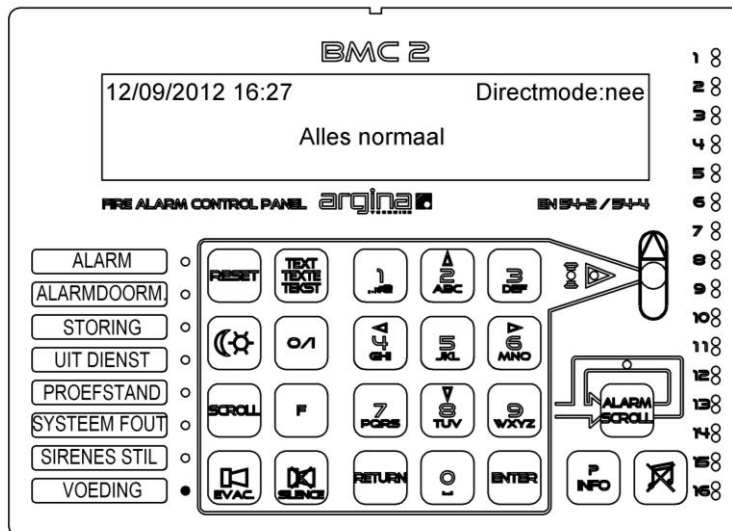 BMC 2
12/09/2012 16:27 Directmode:nee
Alles normaal
FIRE ALARM CONTROL PANEL argina EN 54-2 / 54-4
ALARM
ALARMDOORM.
STORING
UIT DIENST
PROEFSTAND
SYSTEEM FOUT
SIRENES STIL
VOEDING
RESET
TEXT
TEXTE
TEKST
1
2
ABC
3
DEF
O/I
4
GHI
5
JKL
6
MNO
SCROLL
F
7
PQRS
8
TUV
9
WXYZ
EVAC.
SILENCE
RETURN
0
ENTER
ALARM
SCROLL
P
INFO
1
2
3
4
5
6
7
8
9
10
11
12
13
14
15
16